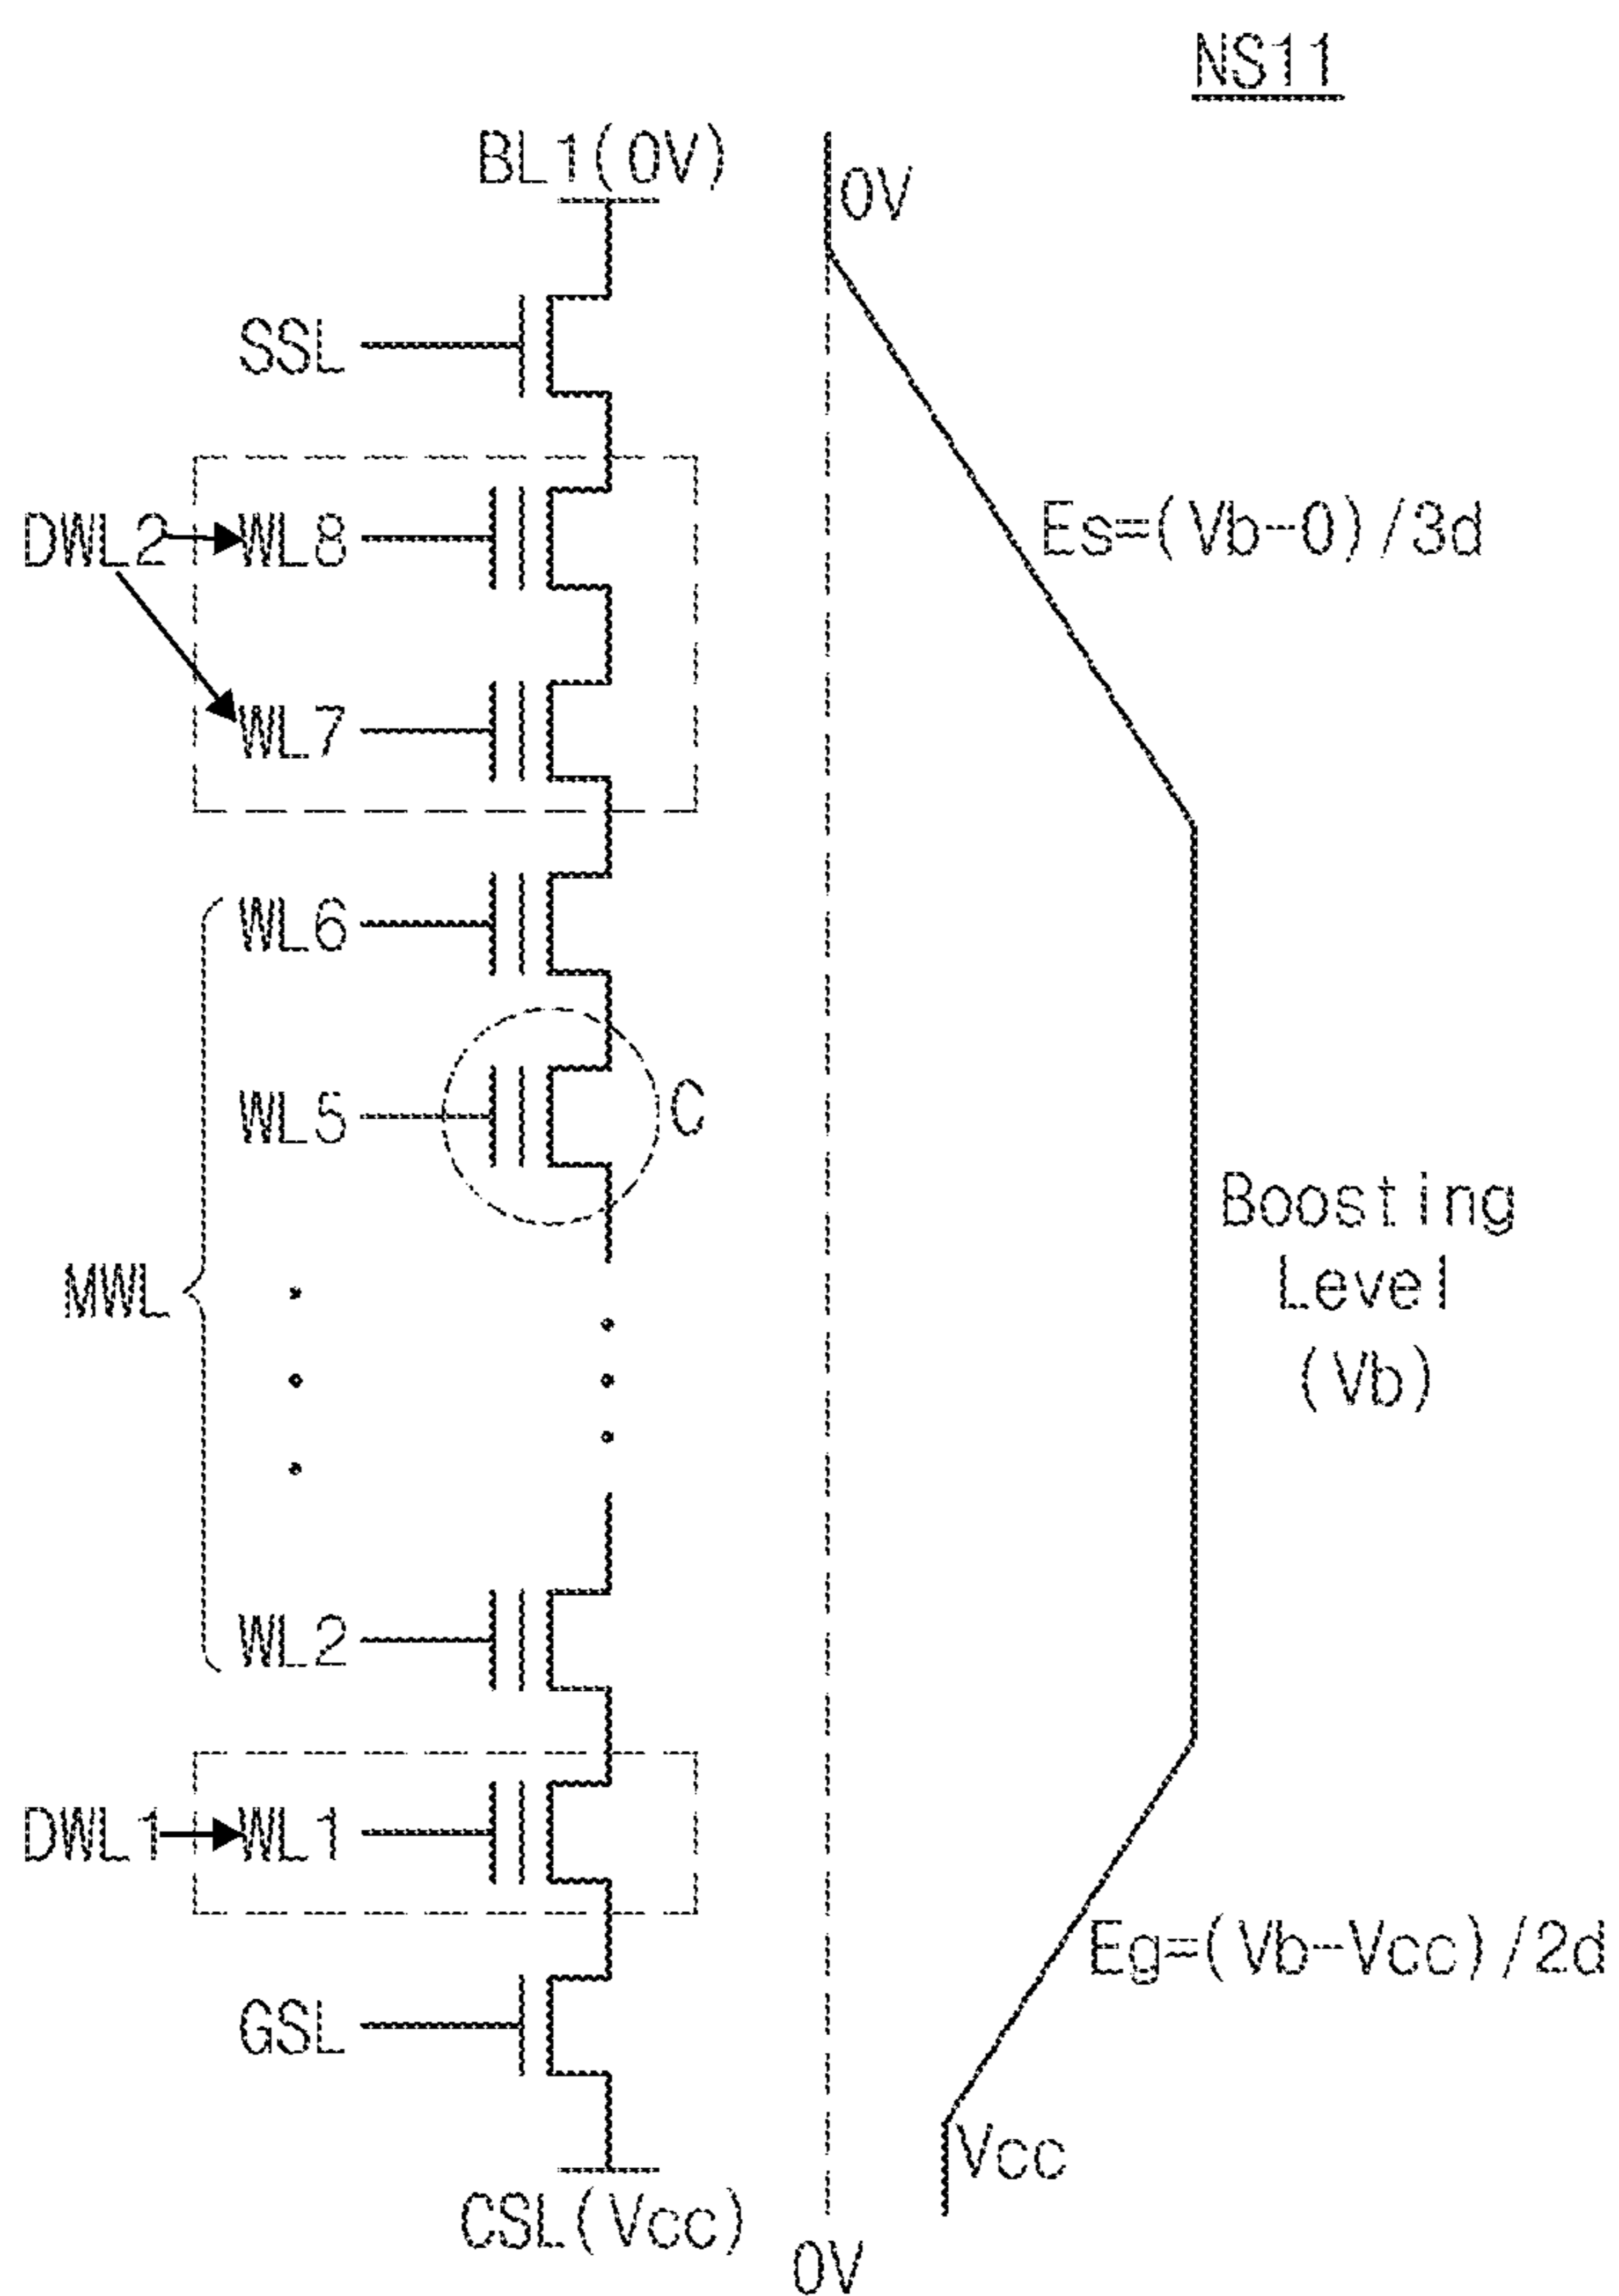 NS11
BL1(0V)
0V
SSL
DWL2
WL8
Es=(Vb-0)/3d
WL7
WL6
WL5
C
MWL
Boosting
Level
(Vb)
WL2
DWL1
WL1
Eg=(Vb-Vcc)/2d
GSL
Vcc
CSL(Vcc)
0V